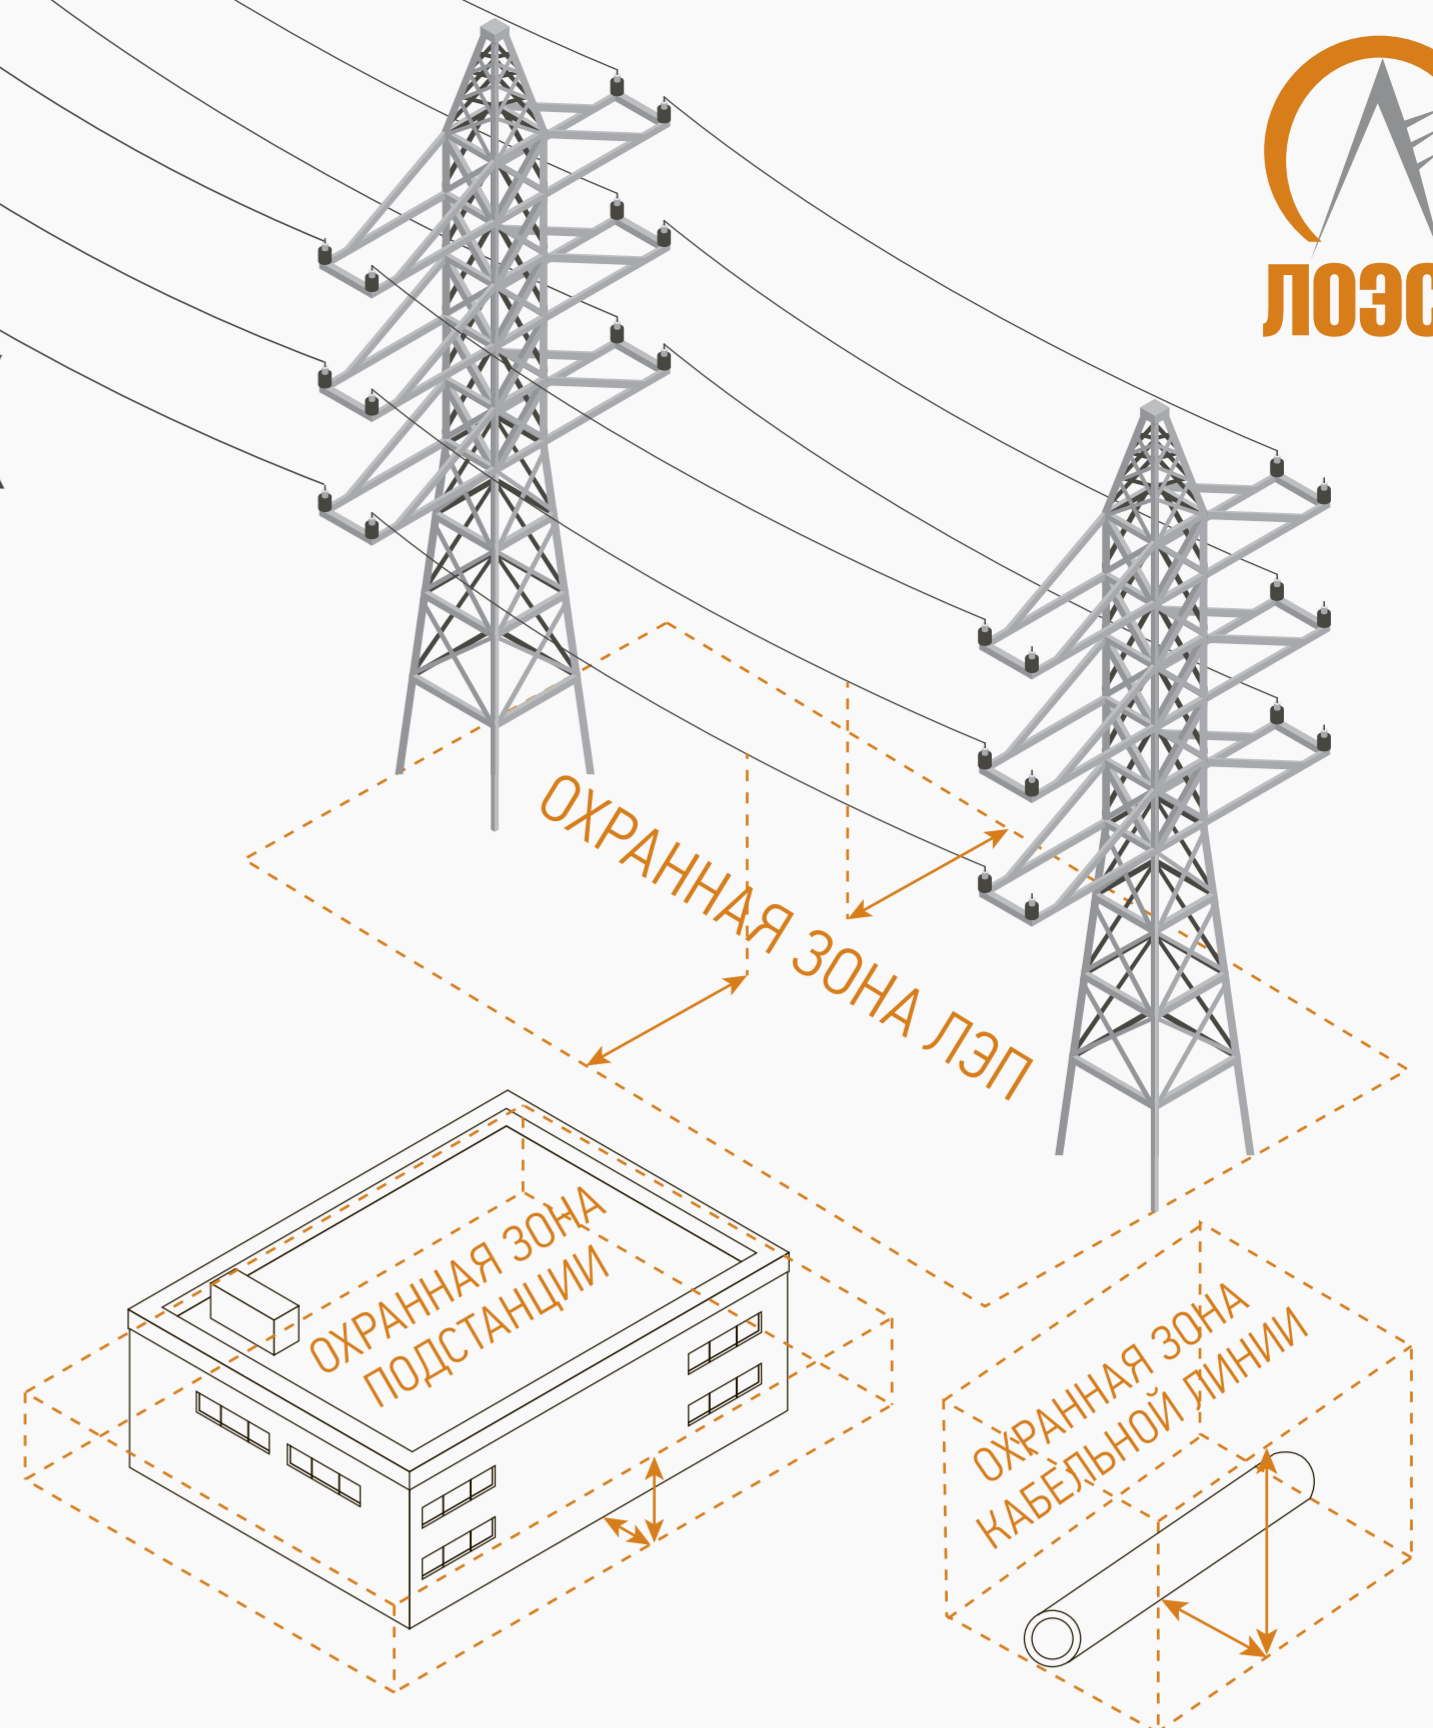 ЛОЭС
ОХРАННАЯ ЗОНА ЛЭП
ОХРАННАЯ ЗОНА
ПОДСТАНЦИИ
ОХРАННАЯ ЗОНА
КАБЕЛЬНОЙ ЛИНИИ